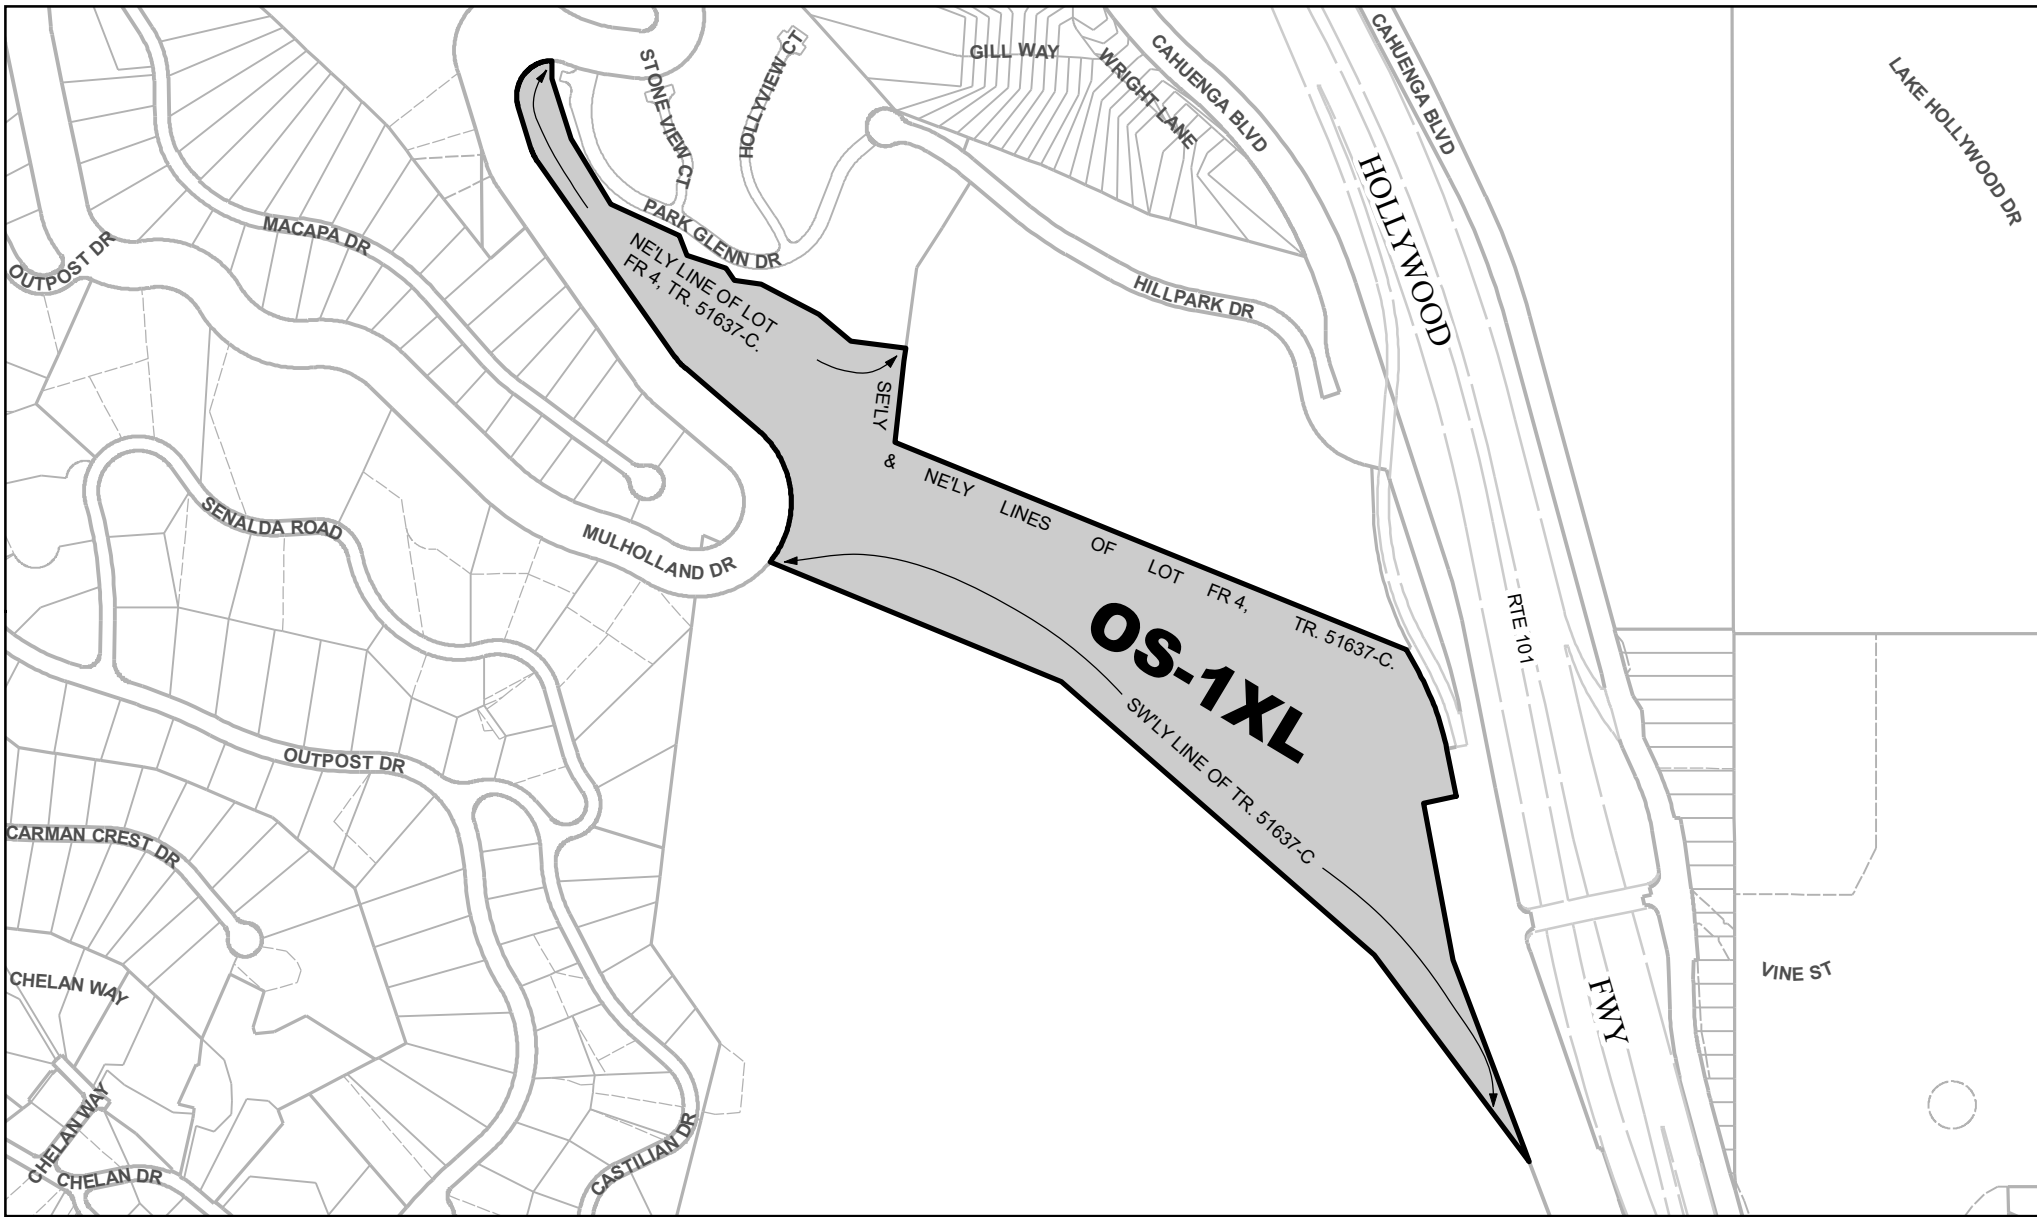 STONE VIEW CT
HOLLYVIEW CT
GILL WAY
WRIGHT LANE
CAHUENGA BLVD
CAHUENGA BLVD
LAKE HOLLYWOOD DR
HOLLYWOOD
MACAPA DR
OUTPOST DR
PARK GLENN DR
NE'LY LINE OF LOT
FR 4, TR. 51637-C.
HILLPARK DR
SE'LY
& NE'LY LINES OF LOT FR 4, TR. 51637-C.
SENALDA ROAD
MULHOLLAND DR
RTE 101
OS-1XL
SW'LY LINE OF TR. 51637-C
OUTPOST DR
CARMAN CREST DR
CHELAN WAY
VINE ST
FWY
CHELAN WAY
CHELAN DR
CASTILIAN DR